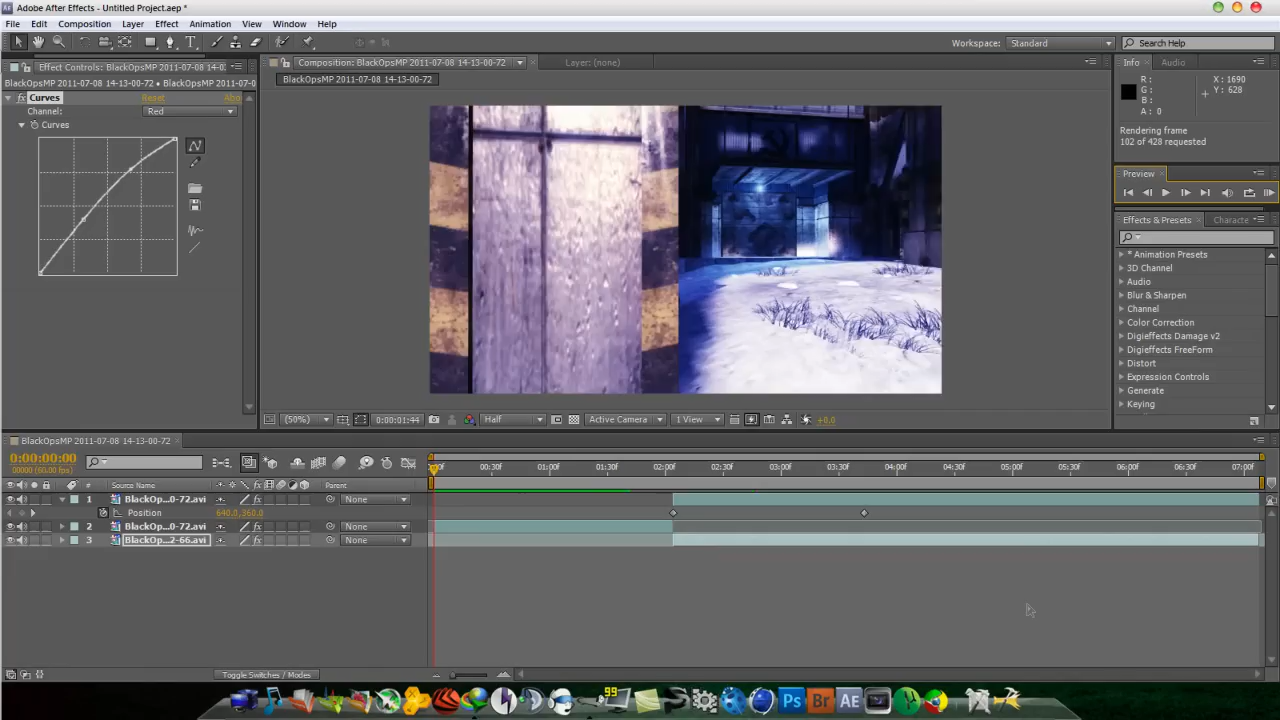 Adobe After Effects - Untitled Project.aep *
File Edit Composition Layer Effect Animation View Window Help
Workspace: Standard Search Help
Effect Controls: BlackOpsMP 2011-07-08 14-
BlackOpsMP 2011-07-08 14-13-00-72 • BlackOpsMP 2011-07-08 14-13-00-7
Curves Reset Abo
Channel: Red
Curves
Composition: BlackOpsMP 2011-07-08 14-13-00-72
Layer: (none)
BlackOpsMP 2011-07-08 14-13-00-72
(50%) 0:00:01:44 Half Active Camera 1 View +0.0
Info Audio
R: X: 1690
G: Y: 628
B:
A: 0
Rendering frame
102 of 428 requested
Preview
Effects & Presets Characte
* Animation Presets
3D Channel
Audio
Blur & Sharpen
Channel
Color Correction
Digieffects Damage v2
Digieffects FreeForm
Distort
Expression Controls
Generate
Keying
BlackOpsMP 2011-07-08 14-13-00-72
0:00:00:00
00000 (60.00 fps)
# Source Name Parent
00:30f 01:00f 01:30f 02:00f 02:30f 03:00f 03:30f 04:00f 04:30f 05:00f 05:30f 06:00f 06:30f 07:00f
1 BlackOp...0-72.avi None
Position 640.0,360.0
2 BlackOp...0-72.avi None
3 BlackOp...2-66.avi None
Toggle Switches / Modes
99
Ps Br AE